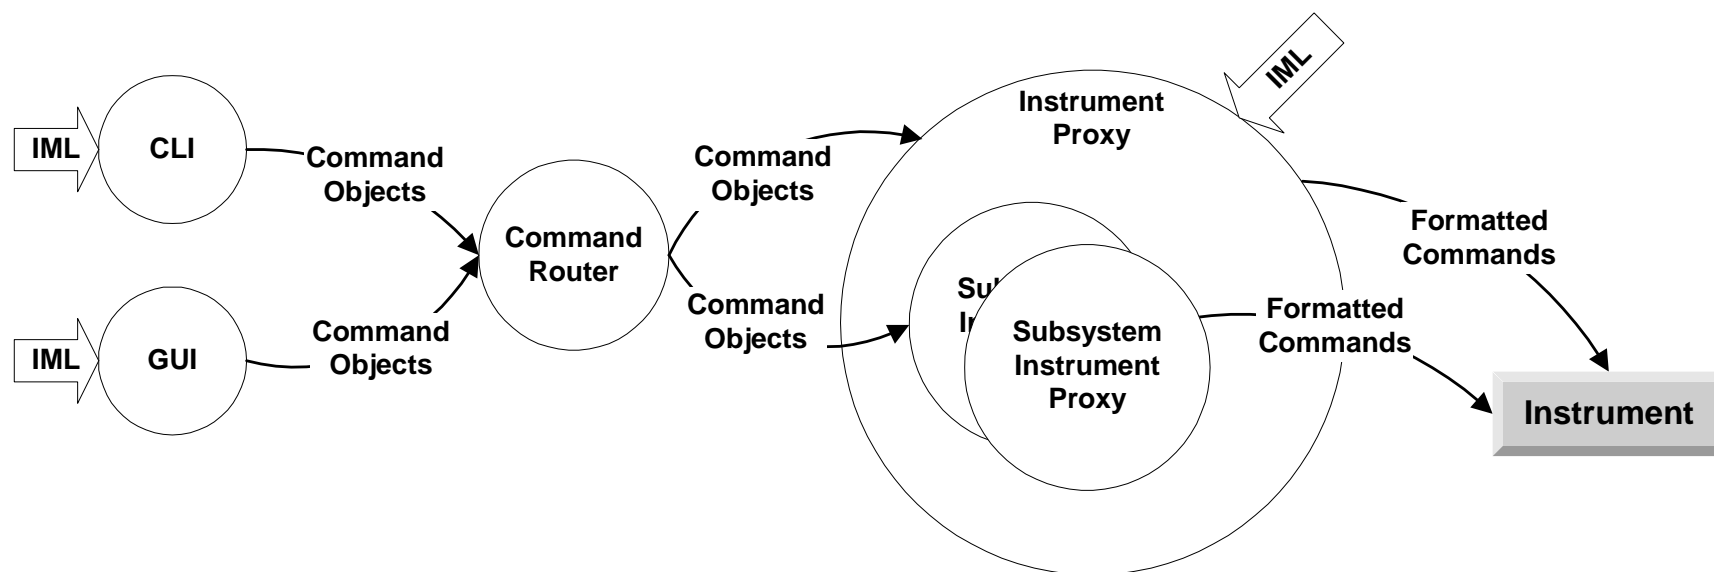 IML
CLI
Command
Objects
IML
GUI
Command
Objects
Command
Router
Command
Objects
Command
Objects
Instrument
Proxy
IML
Subsystem
Instrument
Proxy
Formatted
Commands
Formatted
Commands
Instrument